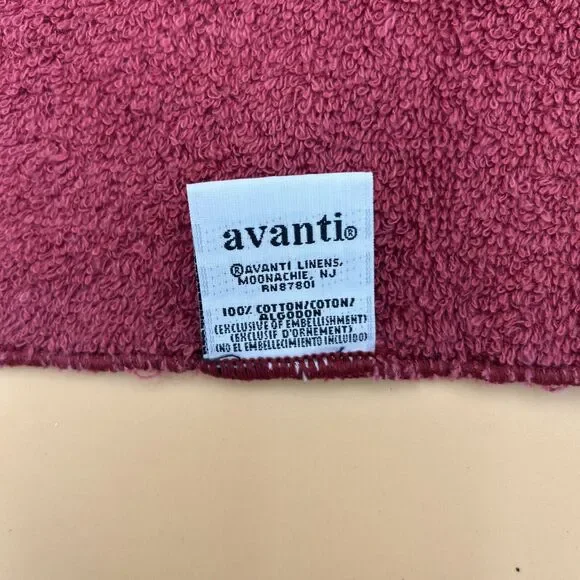 avanti®
®AVANTI LINENS,
MOONACHIE, NJ
RN87801
100% COTTON/COTON/
ALGODON
(EXCLUSIVE OF EMBELLISHMENT)
(EXCLUSIF D'ORNEMENT)
(NO EL EMBELLECIMIENTO INCLUIDO)